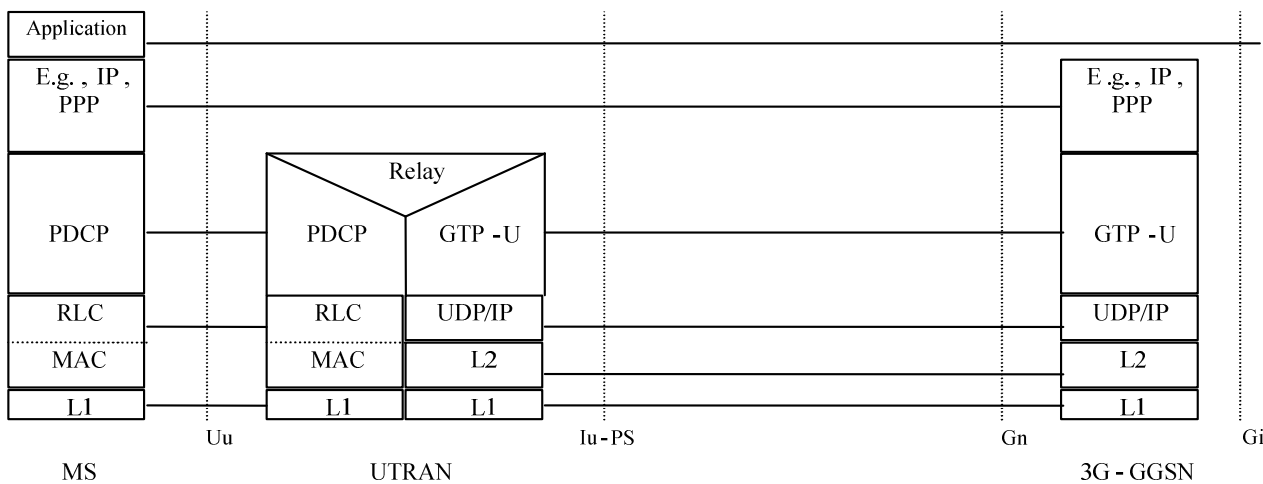 Application
E.g. , IP ,
PPP
E .g. , IP ,
PPP
Relay
PDCP
PDCP
GTP -U
GTP -U
RLC
RLC
UDP/IP
UDP/IP
MAC
MAC
L2
L2
L1
L1
L1
L1
Uu
Iu-PS
Gn
Gi
MS
UTRAN
3G - GGSN